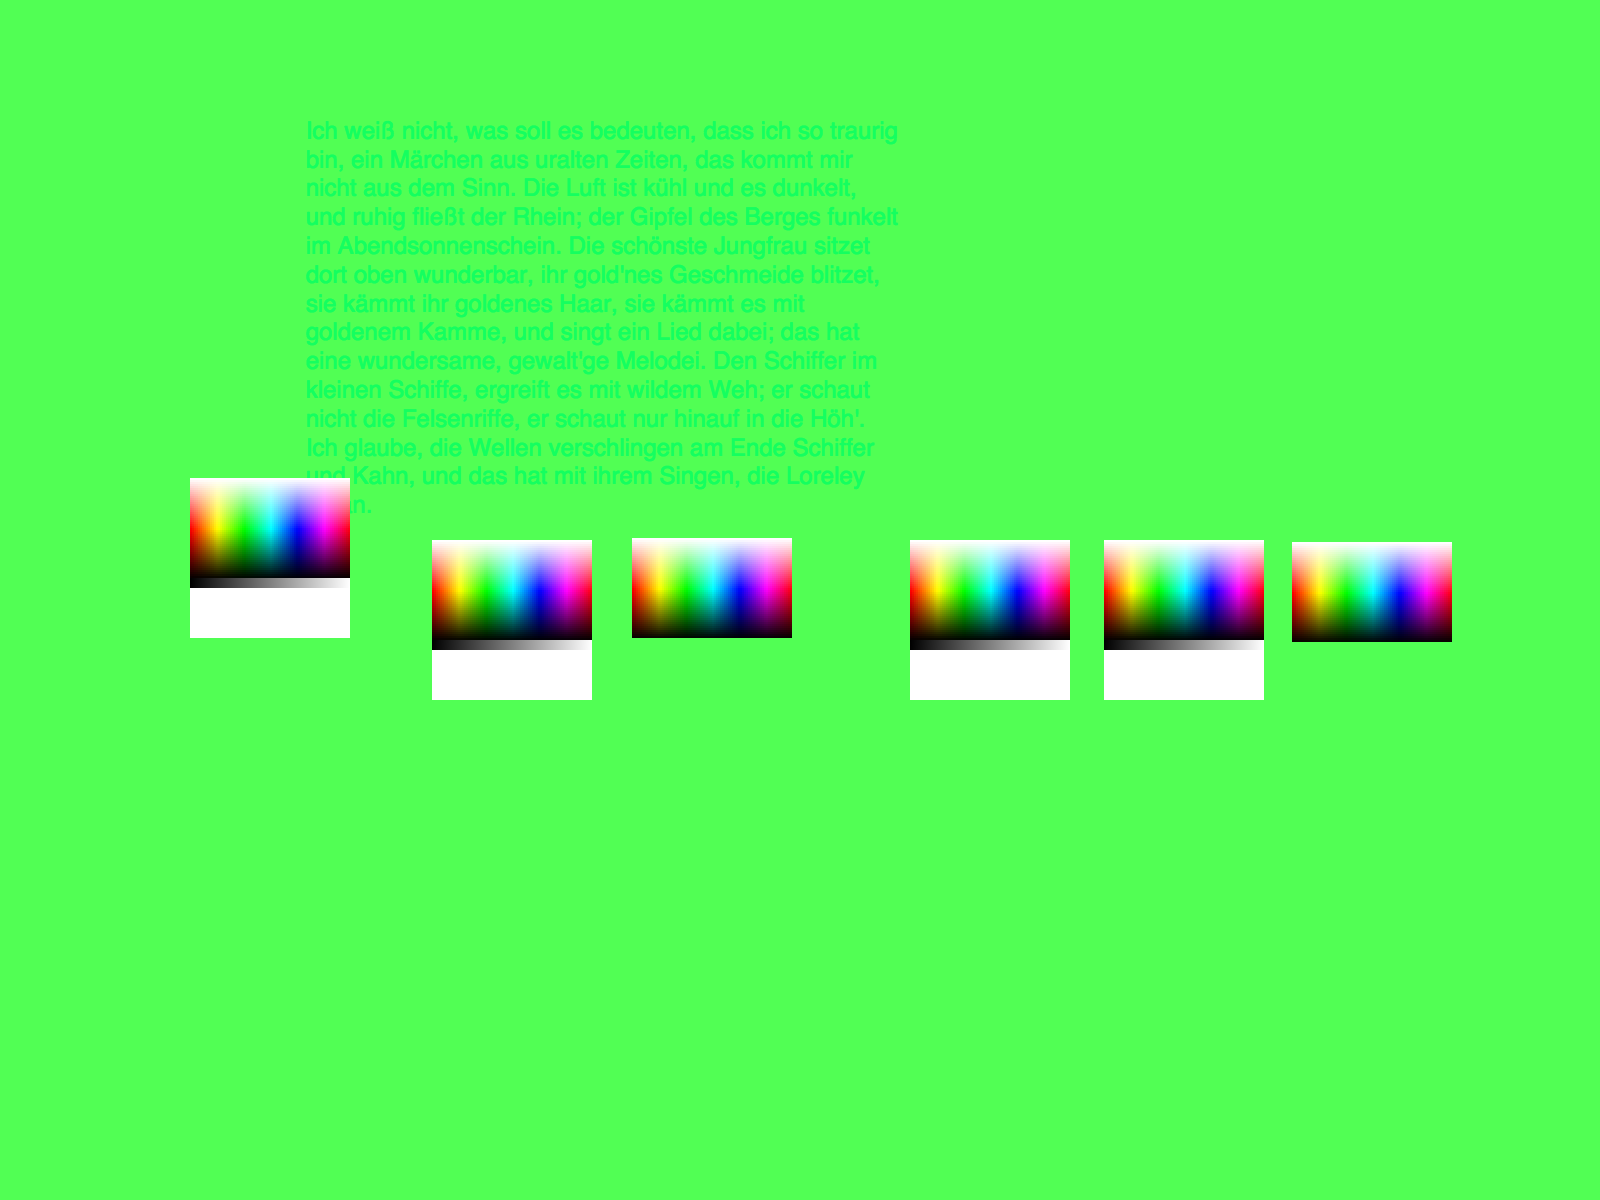 Ich weiß nicht, was soll es bedeuten, dass ich so traurig
bin, ein Märchen aus uralten Zeiten, das kommt mir
nicht aus dem Sinn. Die Luft ist kühl und es dunkelt,
und ruhig fließt der Rhein; der Gipfel des Berges funkelt
im Abendsonnenschein. Die schönste Jungfrau sitzet
dort oben wunderbar, ihr gold'nes Geschmeide blitzet,
sie kämmt ihr goldenes Haar, sie kämmt es mit
goldenem Kamme, und singt ein Lied dabei; das hat
eine wundersame, gewalt'ge Melodei. Den Schiffer im
kleinen Schiffe, ergreift es mit wildem Weh; er schaut
nicht die Felsenriffe, er schaut nur hinauf in die Höh'.
Ich glaube, die Wellen verschlingen am Ende Schiffer
und Kahn, und das hat mit ihrem Singen, die Loreley